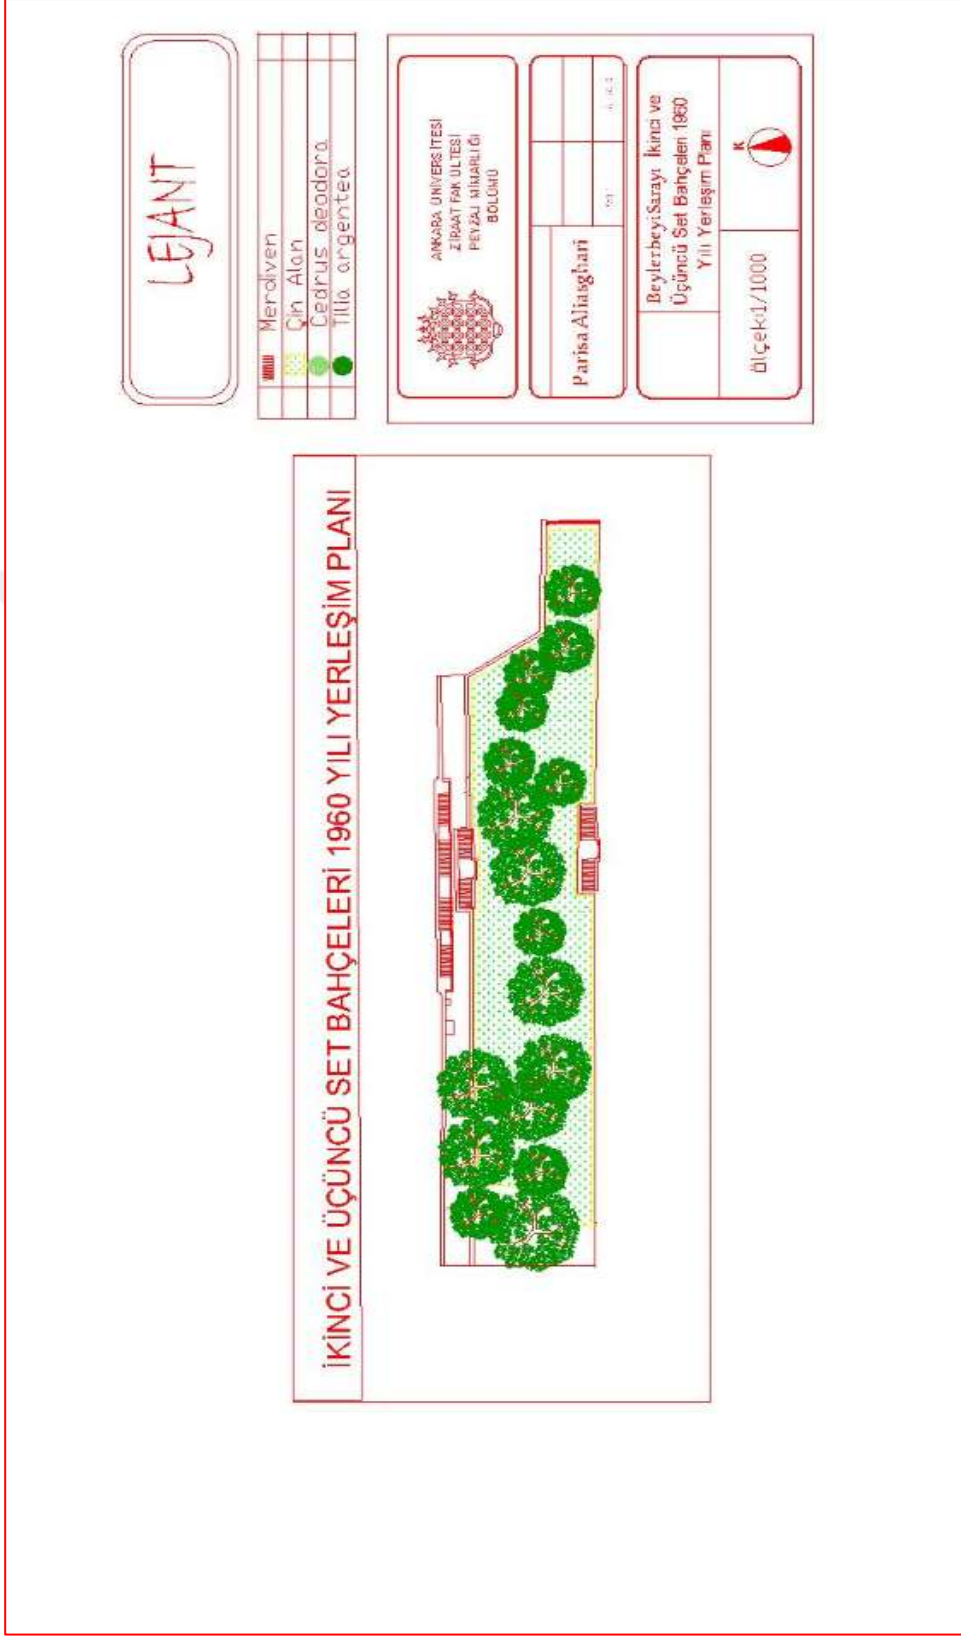 LEJANT
Merdiven
Çin Alan
Cedrus deodora
Tilia argentea
ANKARA ÜNİVERSİTESİ
ZİRAAT FAKÜLTESİ
PEYZAJ MİMARLIĞI
BÖLÜMÜ
Parisa Aliasghari
Beylerbeyi Sarayı İkinci ve
Üçüncü Set Bahçeleri 1960
Yılı Yerleşim Planı
K
ölçek:1/1000
İKİNCİ VE ÜÇÜNCÜ SET BAHÇELERİ 1960 YILI YERLEŞİM PLANI